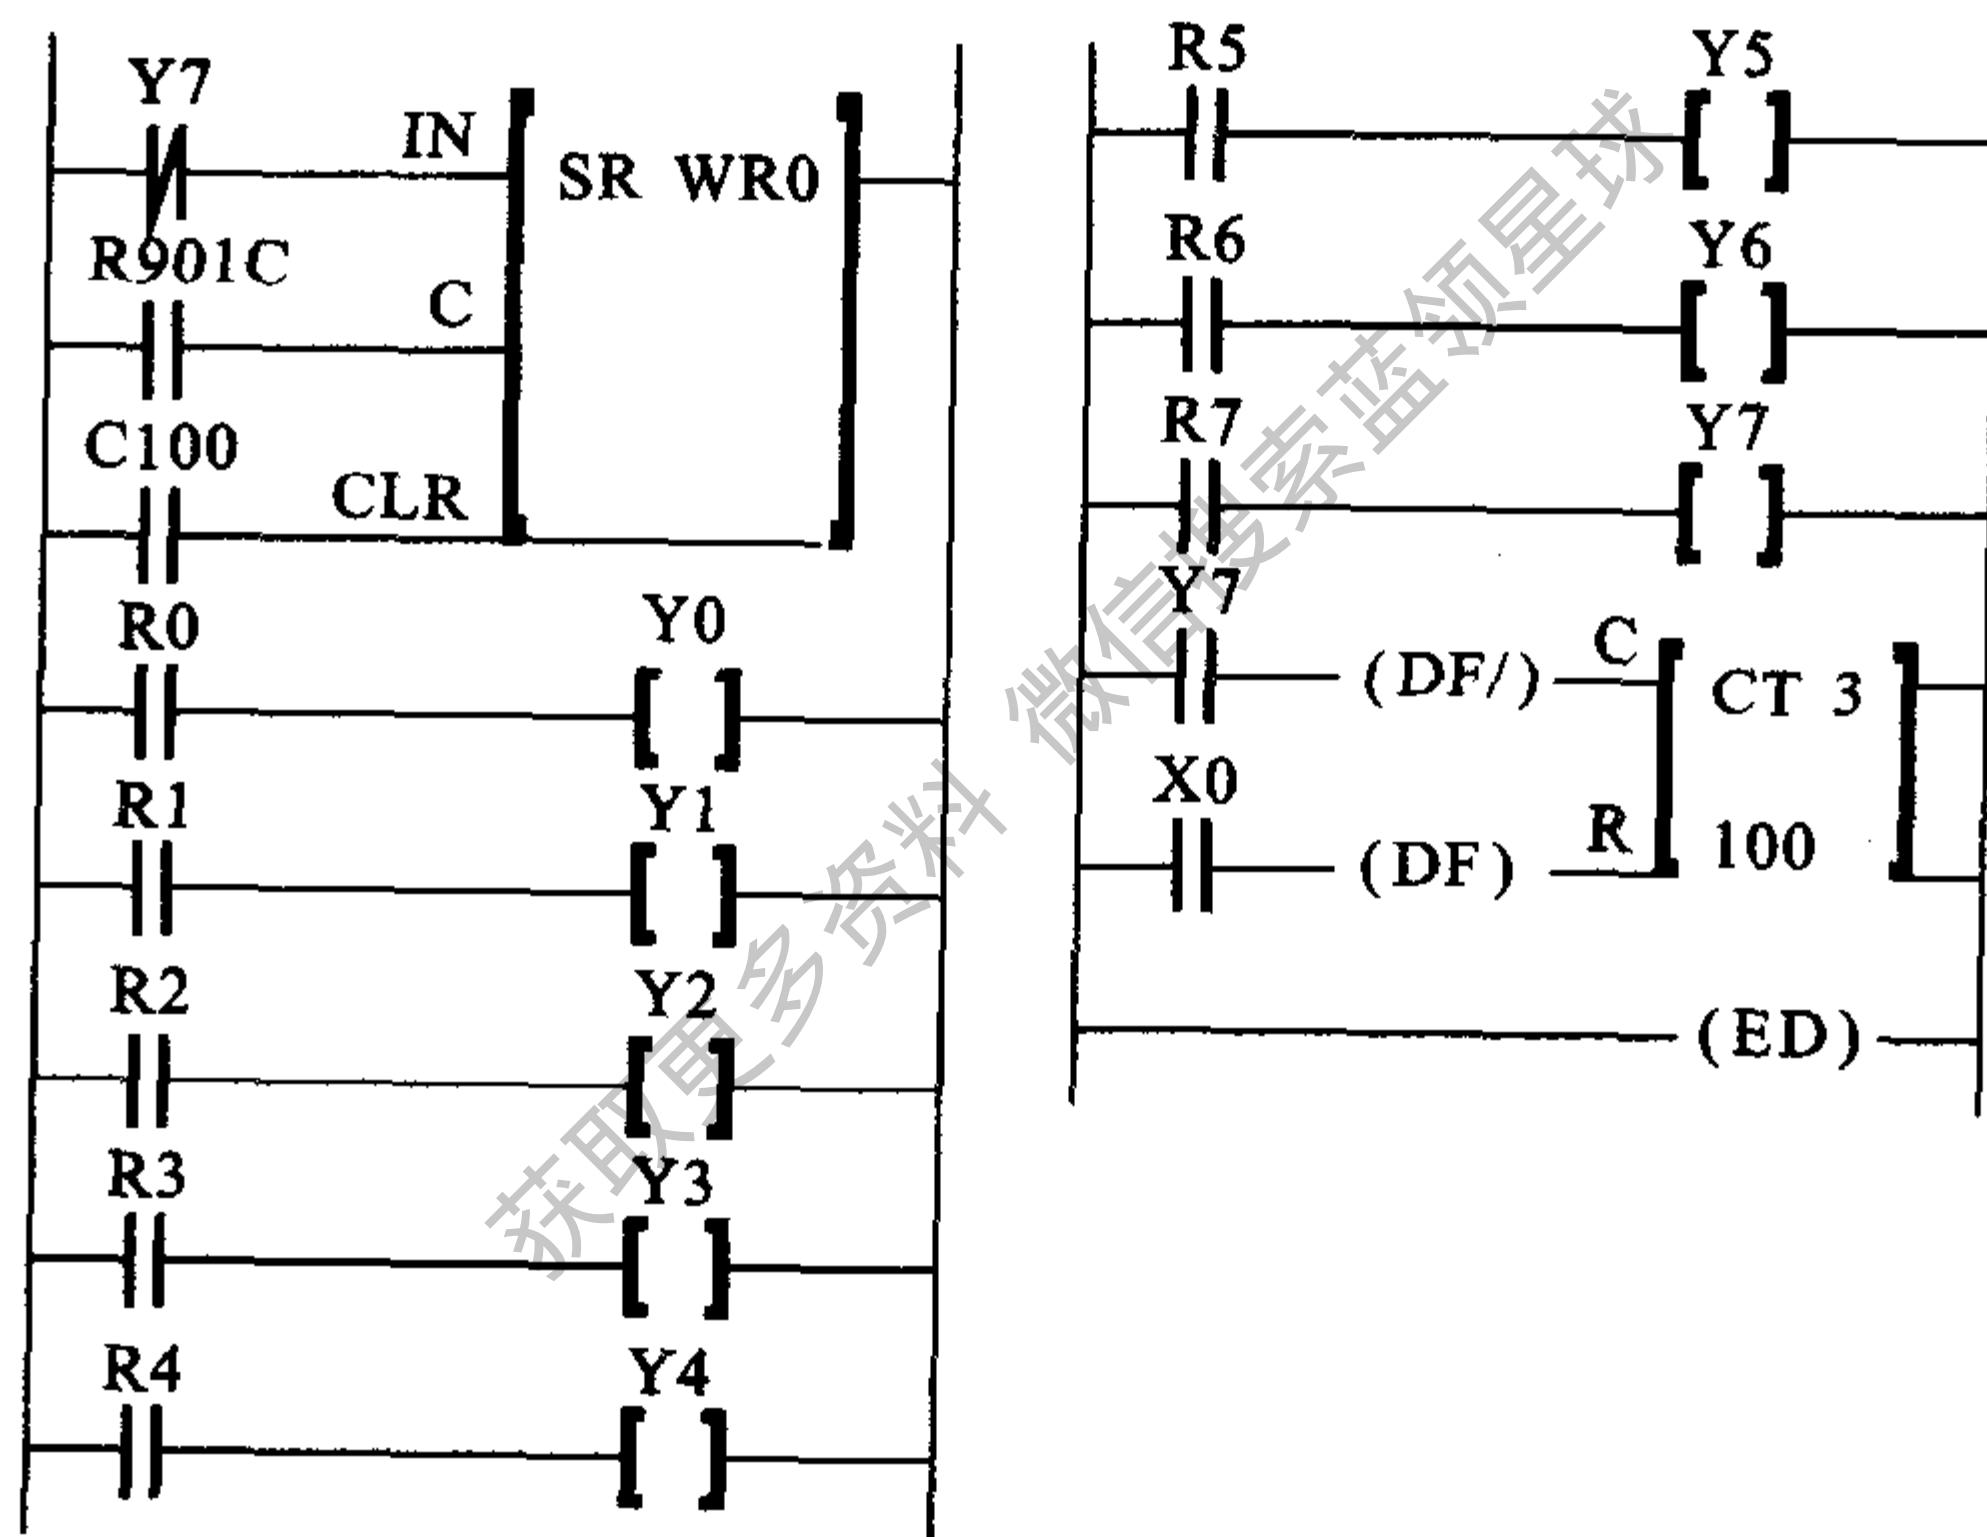 Y7
IN
SR WR0
R901C
C
C100
CLR
R0
Y0
R1
Y1
R2
Y2
R3
Y3
R4
Y4
R5
Y5
R6
Y6
R7
Y7
Y7
(DF/)
C
CT 3
X0
(DF)
R
100
(ED)
获取更多资料 微信搜索蓝领星球